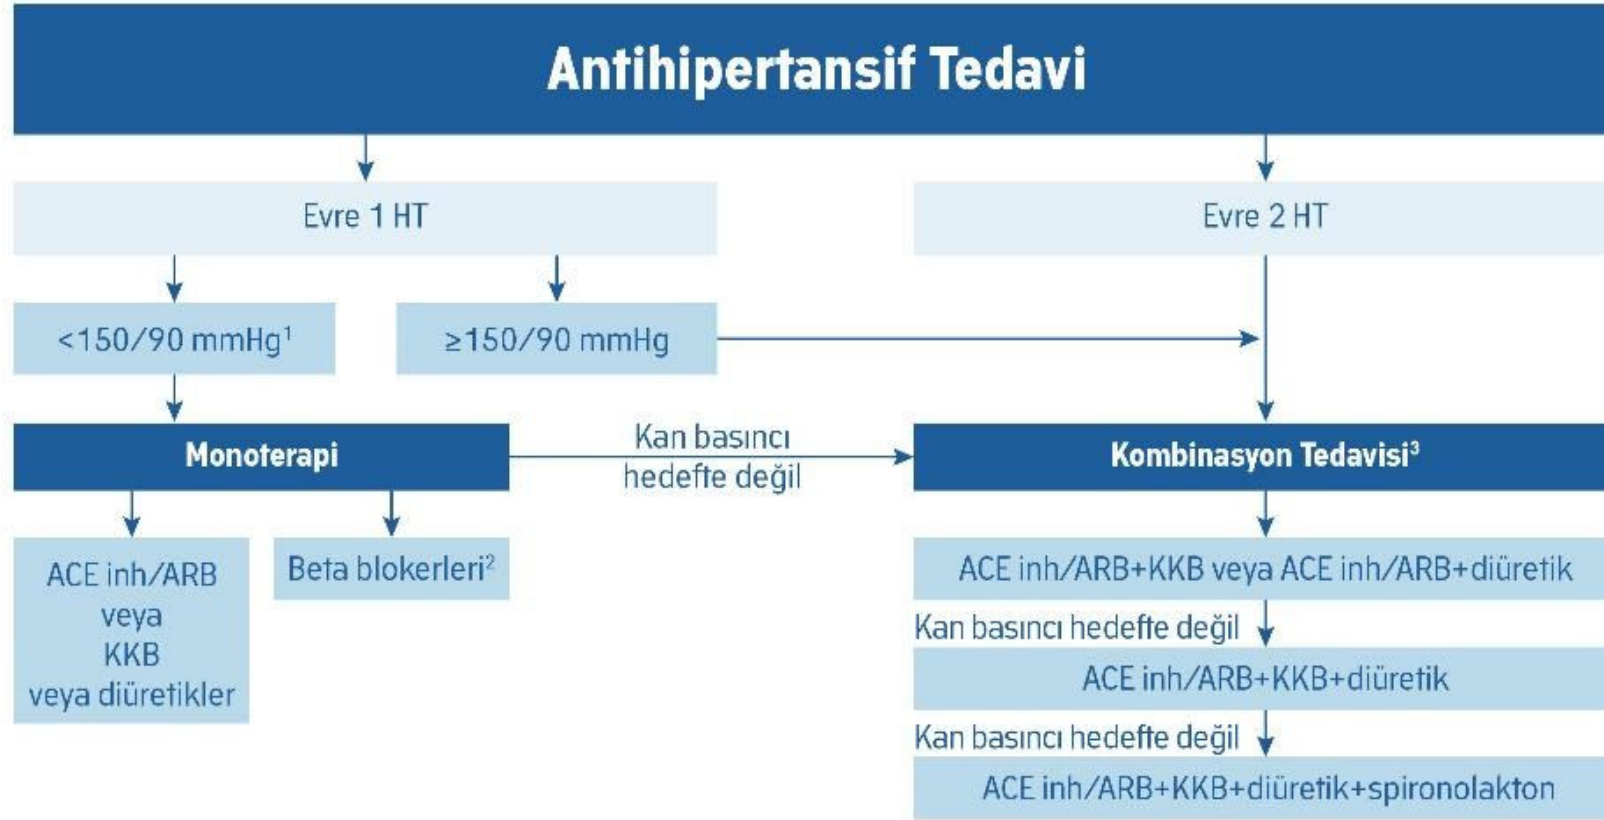 Antihipertansif Tedavi
Evre 1 HT
Evre 2 HT
<150/90 mmHg¹
≥150/90 mmHg
Monoterapi
Kan basıncı
hedefte değil
Kombinasyon Tedavisi³
ACE inh/ARB
veya
KKB
veya diüretikler
Beta blokerleri²
ACE inh/ARB+KKB veya ACE inh/ARB+diüretik
Kan basıncı hedefte değil
ACE inh/ARB+KKB+diüretik
Kan basıncı hedefte değil
ACE inh/ARB+KKB+diüretik+spironolakton